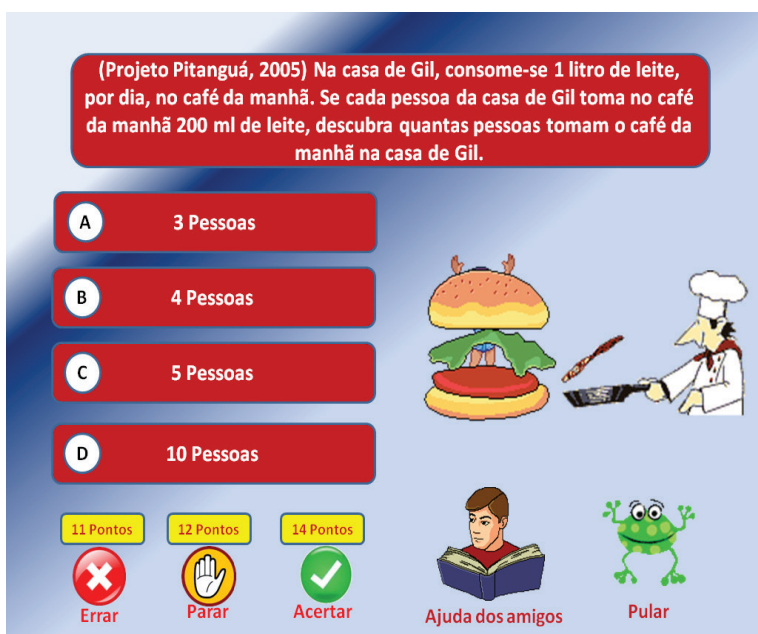 (Projeto Pitanguá, 2005) Na casa de Gil, consome-se 1 litro de leite,
por dia, no café da manhã. Se cada pessoa da casa de Gil toma no café
da manhã 200 ml de leite, descubra quantas pessoas tomam o café da
manhã na casa de Gil.
A 3 Pessoas
B 4 Pessoas
C 5 Pessoas
D 10 Pessoas
11 Pontos 12 Pontos 14 Pontos
Errar Parar Acertar Ajuda dos amigos Pular